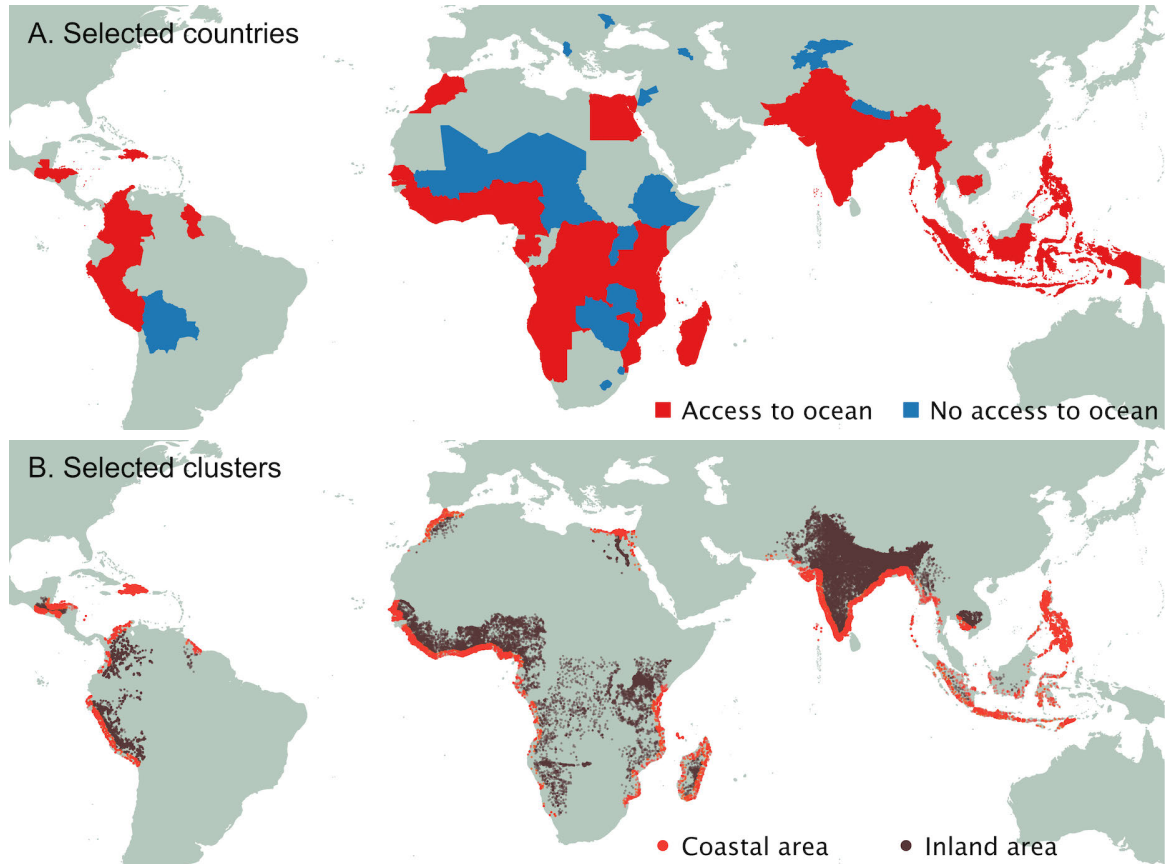 A. Selected countries
Access to ocean
No access to ocean
B. Selected clusters
Coastal area
Inland area